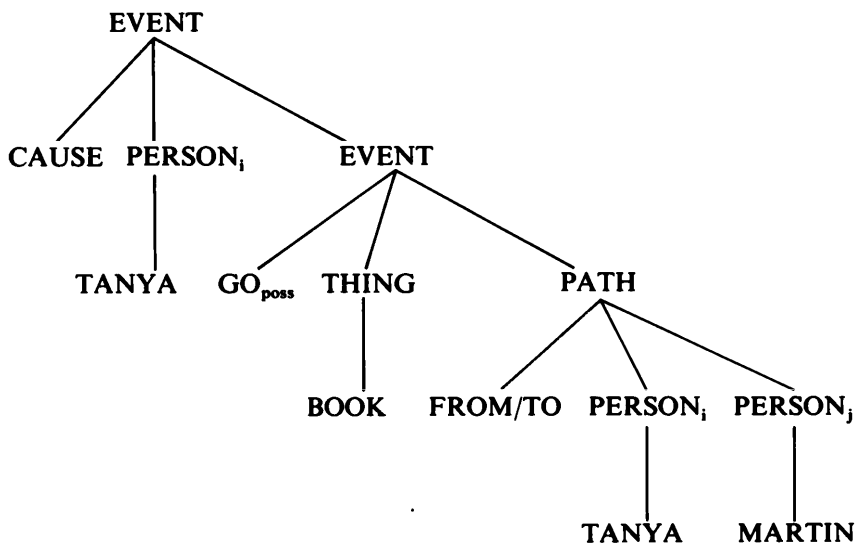 EVENT
CAUSE PERSONi EVENT
TANYA GOposs THING PATH
BOOK FROM/TO PERSONi PERSONj
TANYA MARTIN